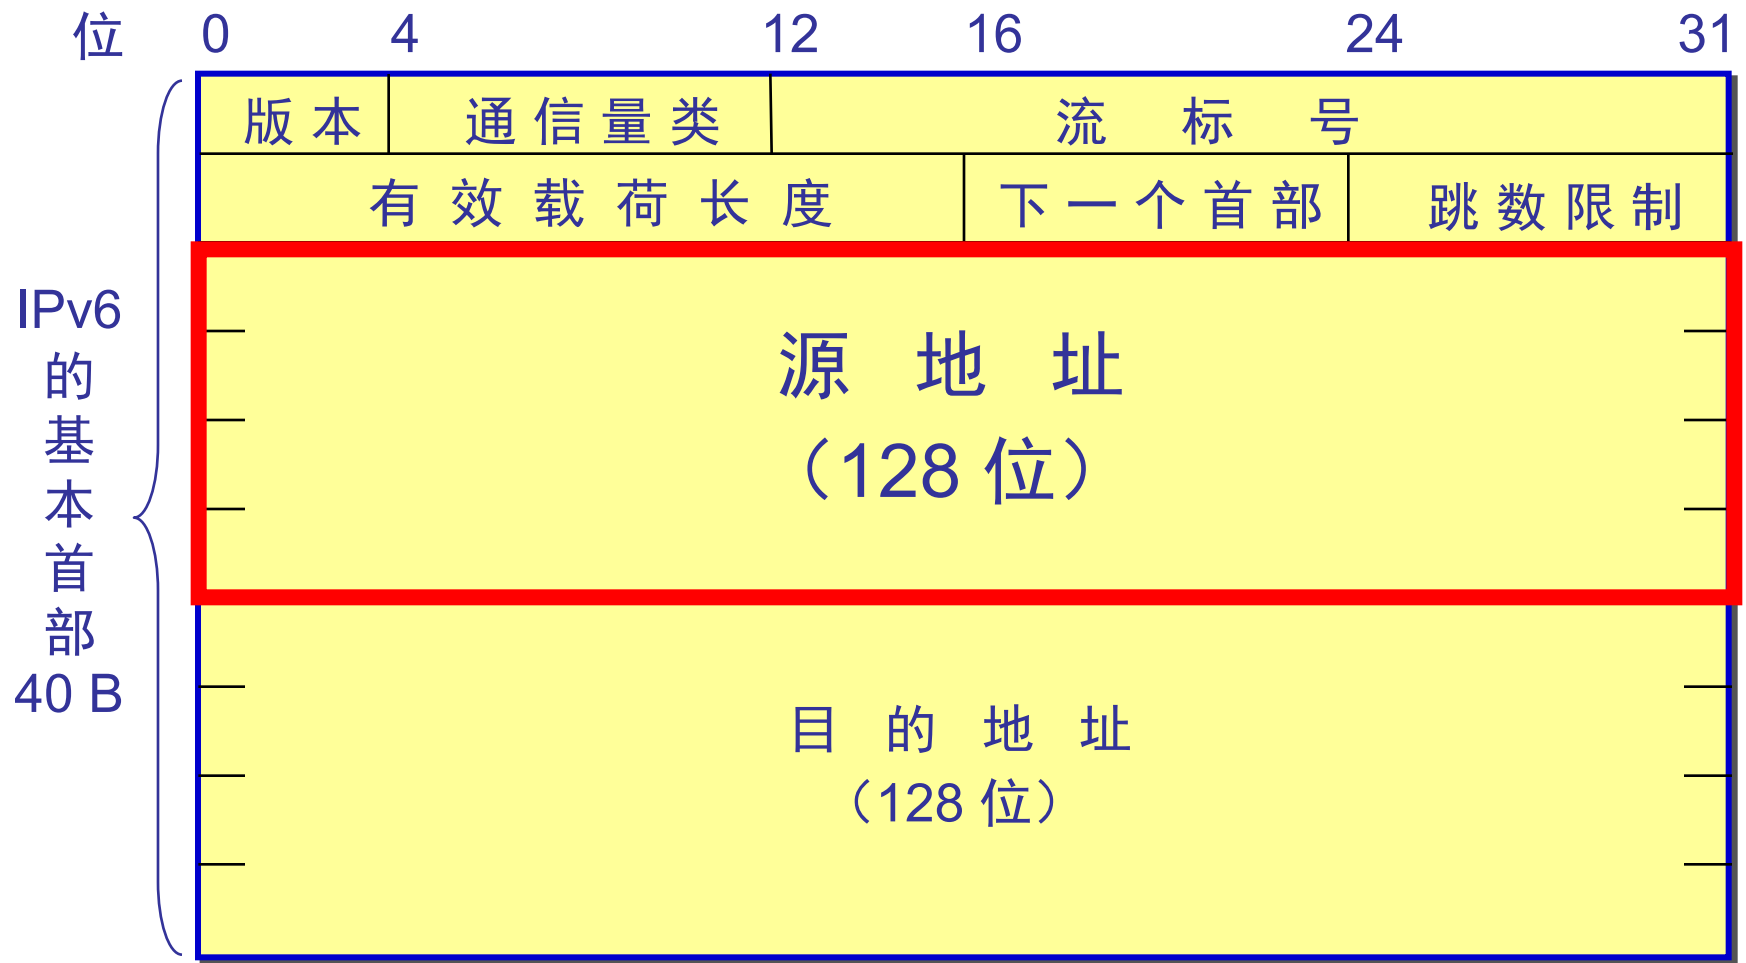 位 0 4 12 16 24 31
版本 通信量类 流标号
有效载荷长度 下一个首部 跳数限制
源地址
（128 位）
IPv6
的
基
本
首
部
40 B
目的地址
（128 位）